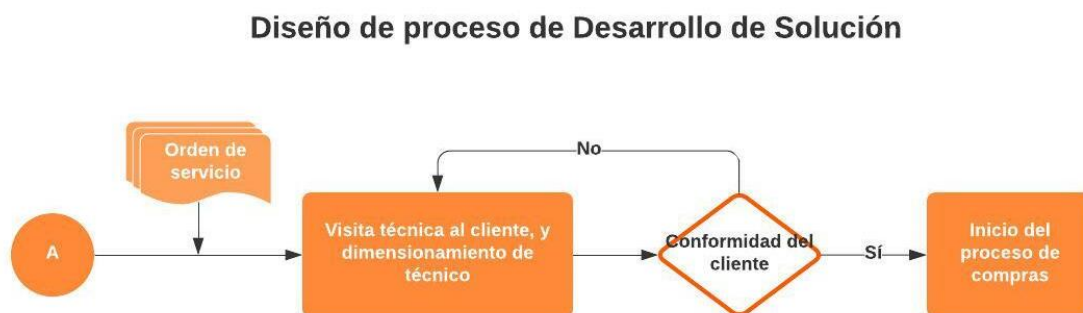 Diseño de proceso de Desarrollo de Solución
Orden de
servicio
No
A
Visita técnica al cliente, y
dimensionamiento de
técnico
Conformidad del
cliente
Sí
Inicio del
proceso de
compras